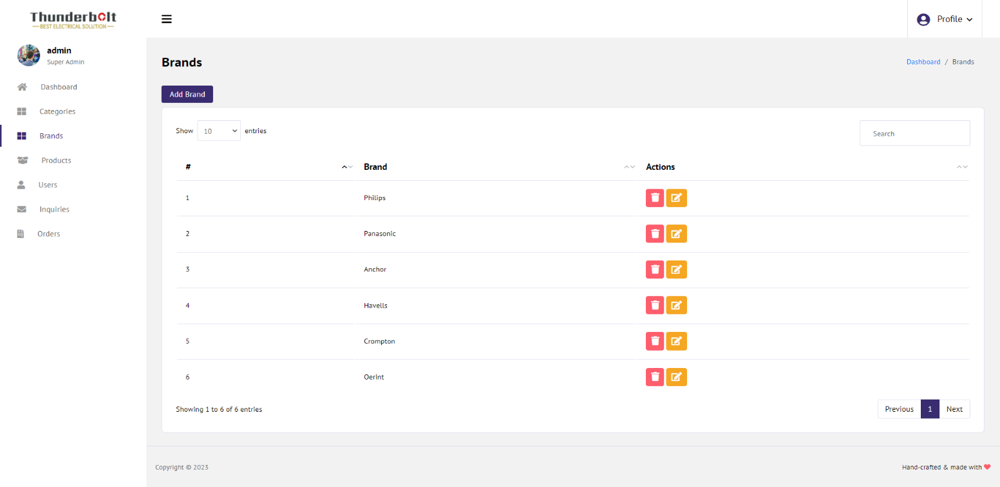 Thunderbolt
BEST ELECTRICAL SOLUTION
Profile
admin
Super Admin
Dashboard
Categories
Brands
Products
Users
Inquiries
Orders
Brands
Dashboard / Brands
Add Brand
Show 10 entries
Search
# Brand Actions
1 Philips
2 Panasonic
3 Anchor
4 Havells
5 Crompton
6 Oerint
Showing 1 to 6 of 6 entries
Previous 1 Next
Copyright © 2023
Hand-crafted & made with